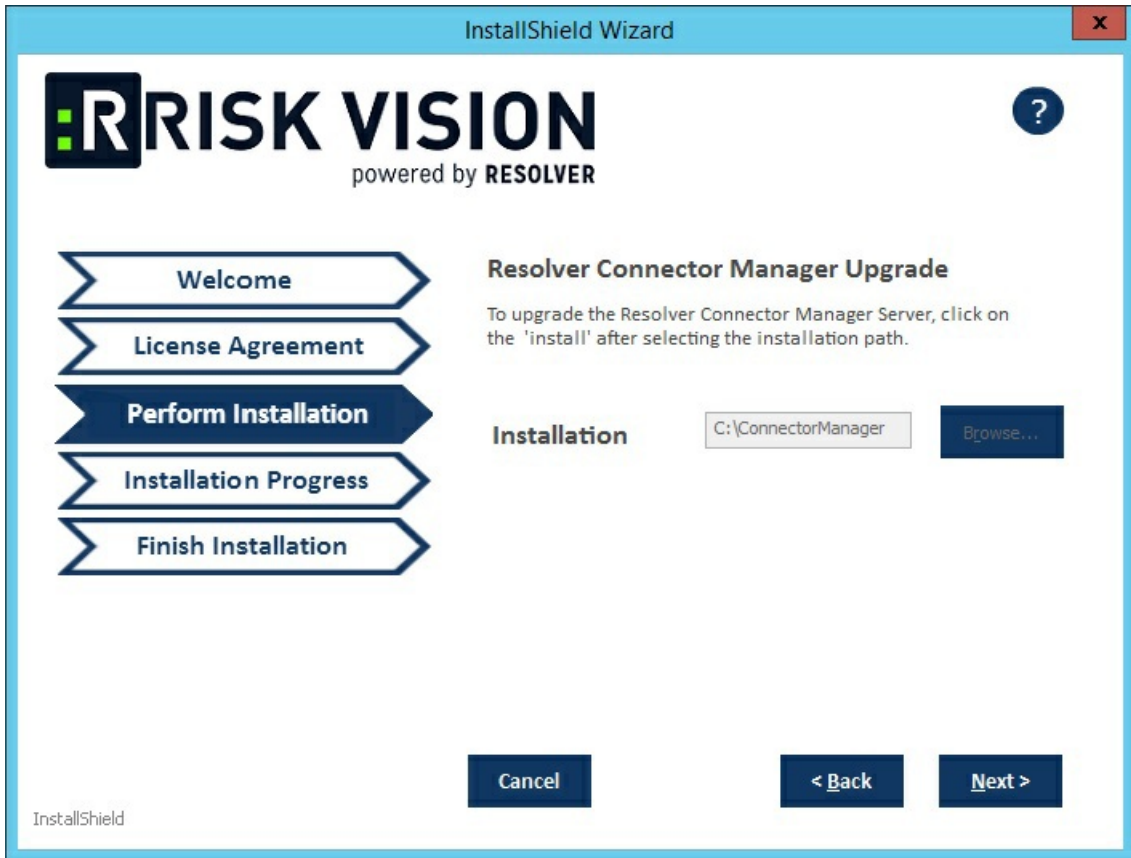 InstallShield Wizard
x
:R RISK VISION
powered by RESOLVER
?
Welcome
License Agreement
Perform Installation
Installation Progress
Finish Installation
Resolver Connector Manager Upgrade
To upgrade the Resolver Connector Manager Server, click on
the 'install' after selecting the installation path.
Installation
C:\ConnectorManager
Browse...
Cancel
< Back
Next >
InstallShield